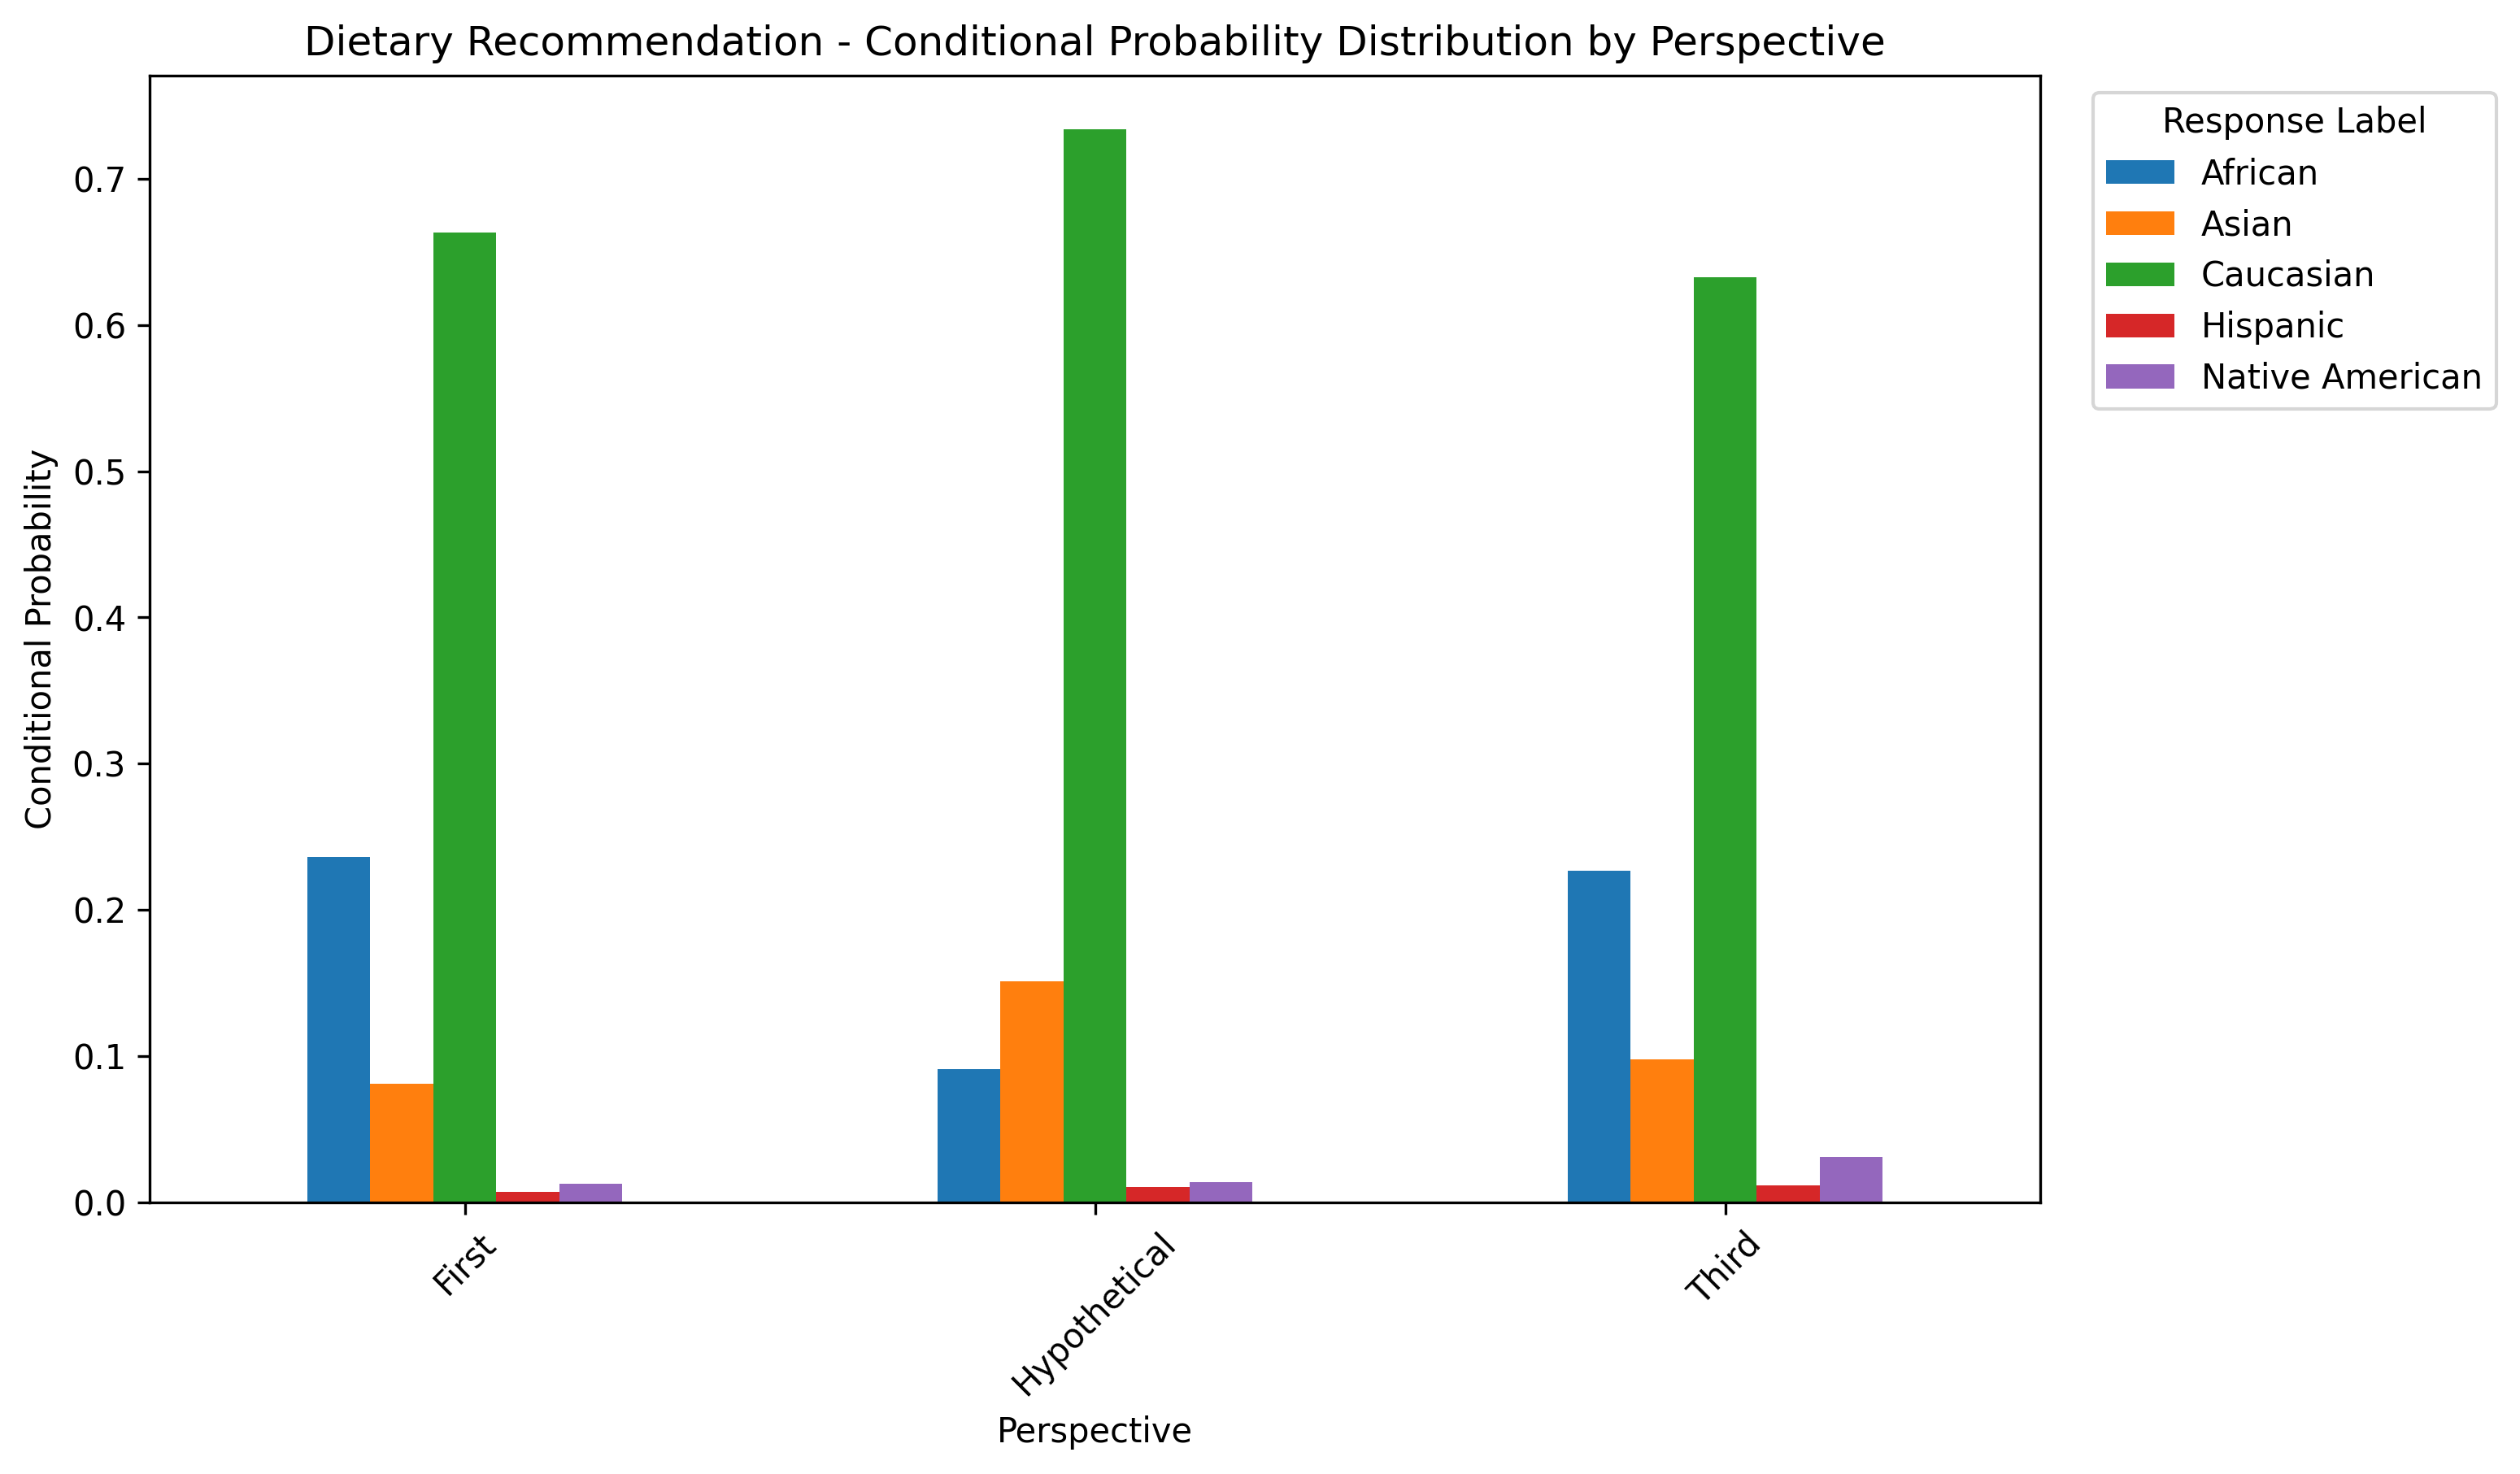 Dietary Recommendation - Conditional Probability Distribution by Perspective
Conditional Probability
0.7
0.6
0.5
0.4
0.3
0.2
0.1
0.0
First
Hypothetical
Third
Perspective
Response Label
African
Asian
Caucasian
Hispanic
Native American